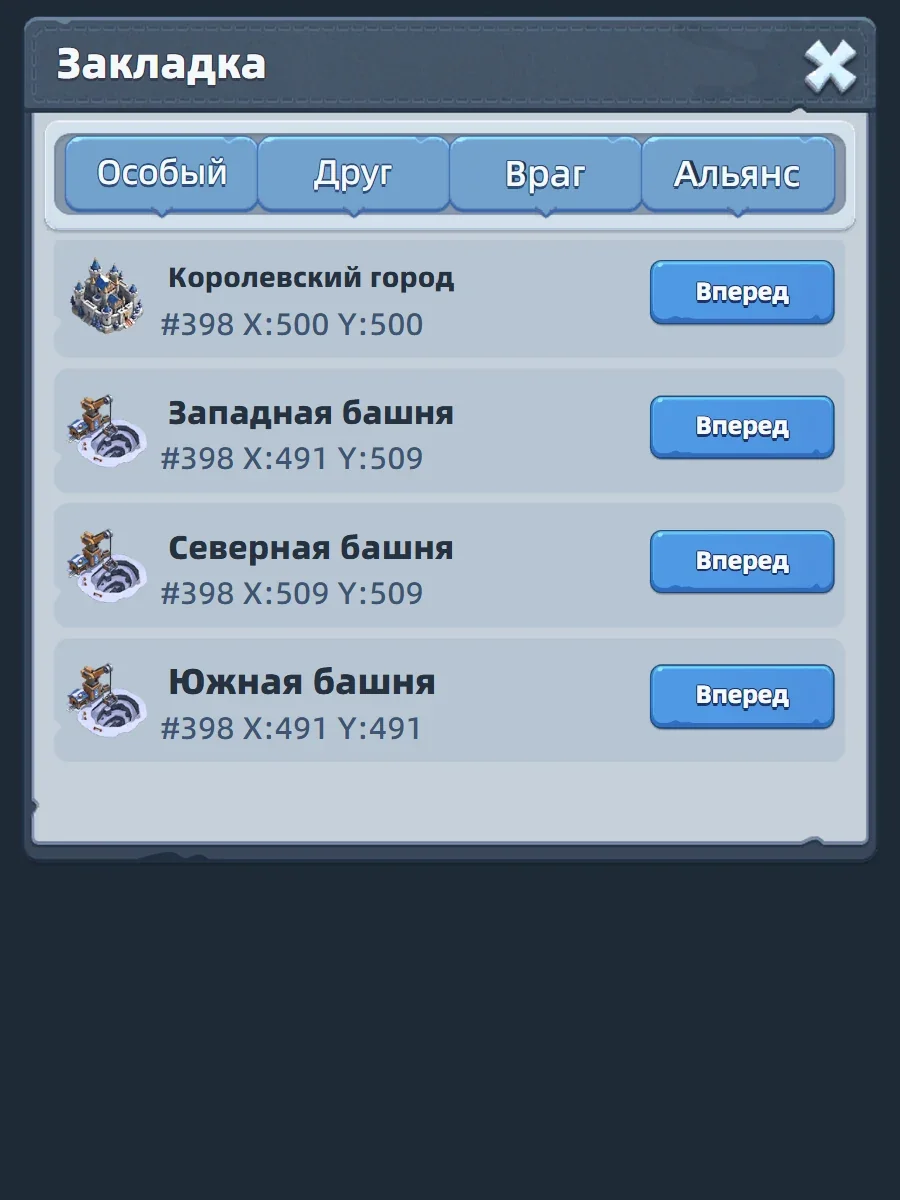 Закладка
Особый Друг Враг Альянс
Королевский город
#398 X:500 Y:500
Вперед
Западная башня
#398 X:491 Y:509
Вперед
Северная башня
#398 X:509 Y:509
Вперед
Южная башня
#398 X:491 Y:491
Вперед